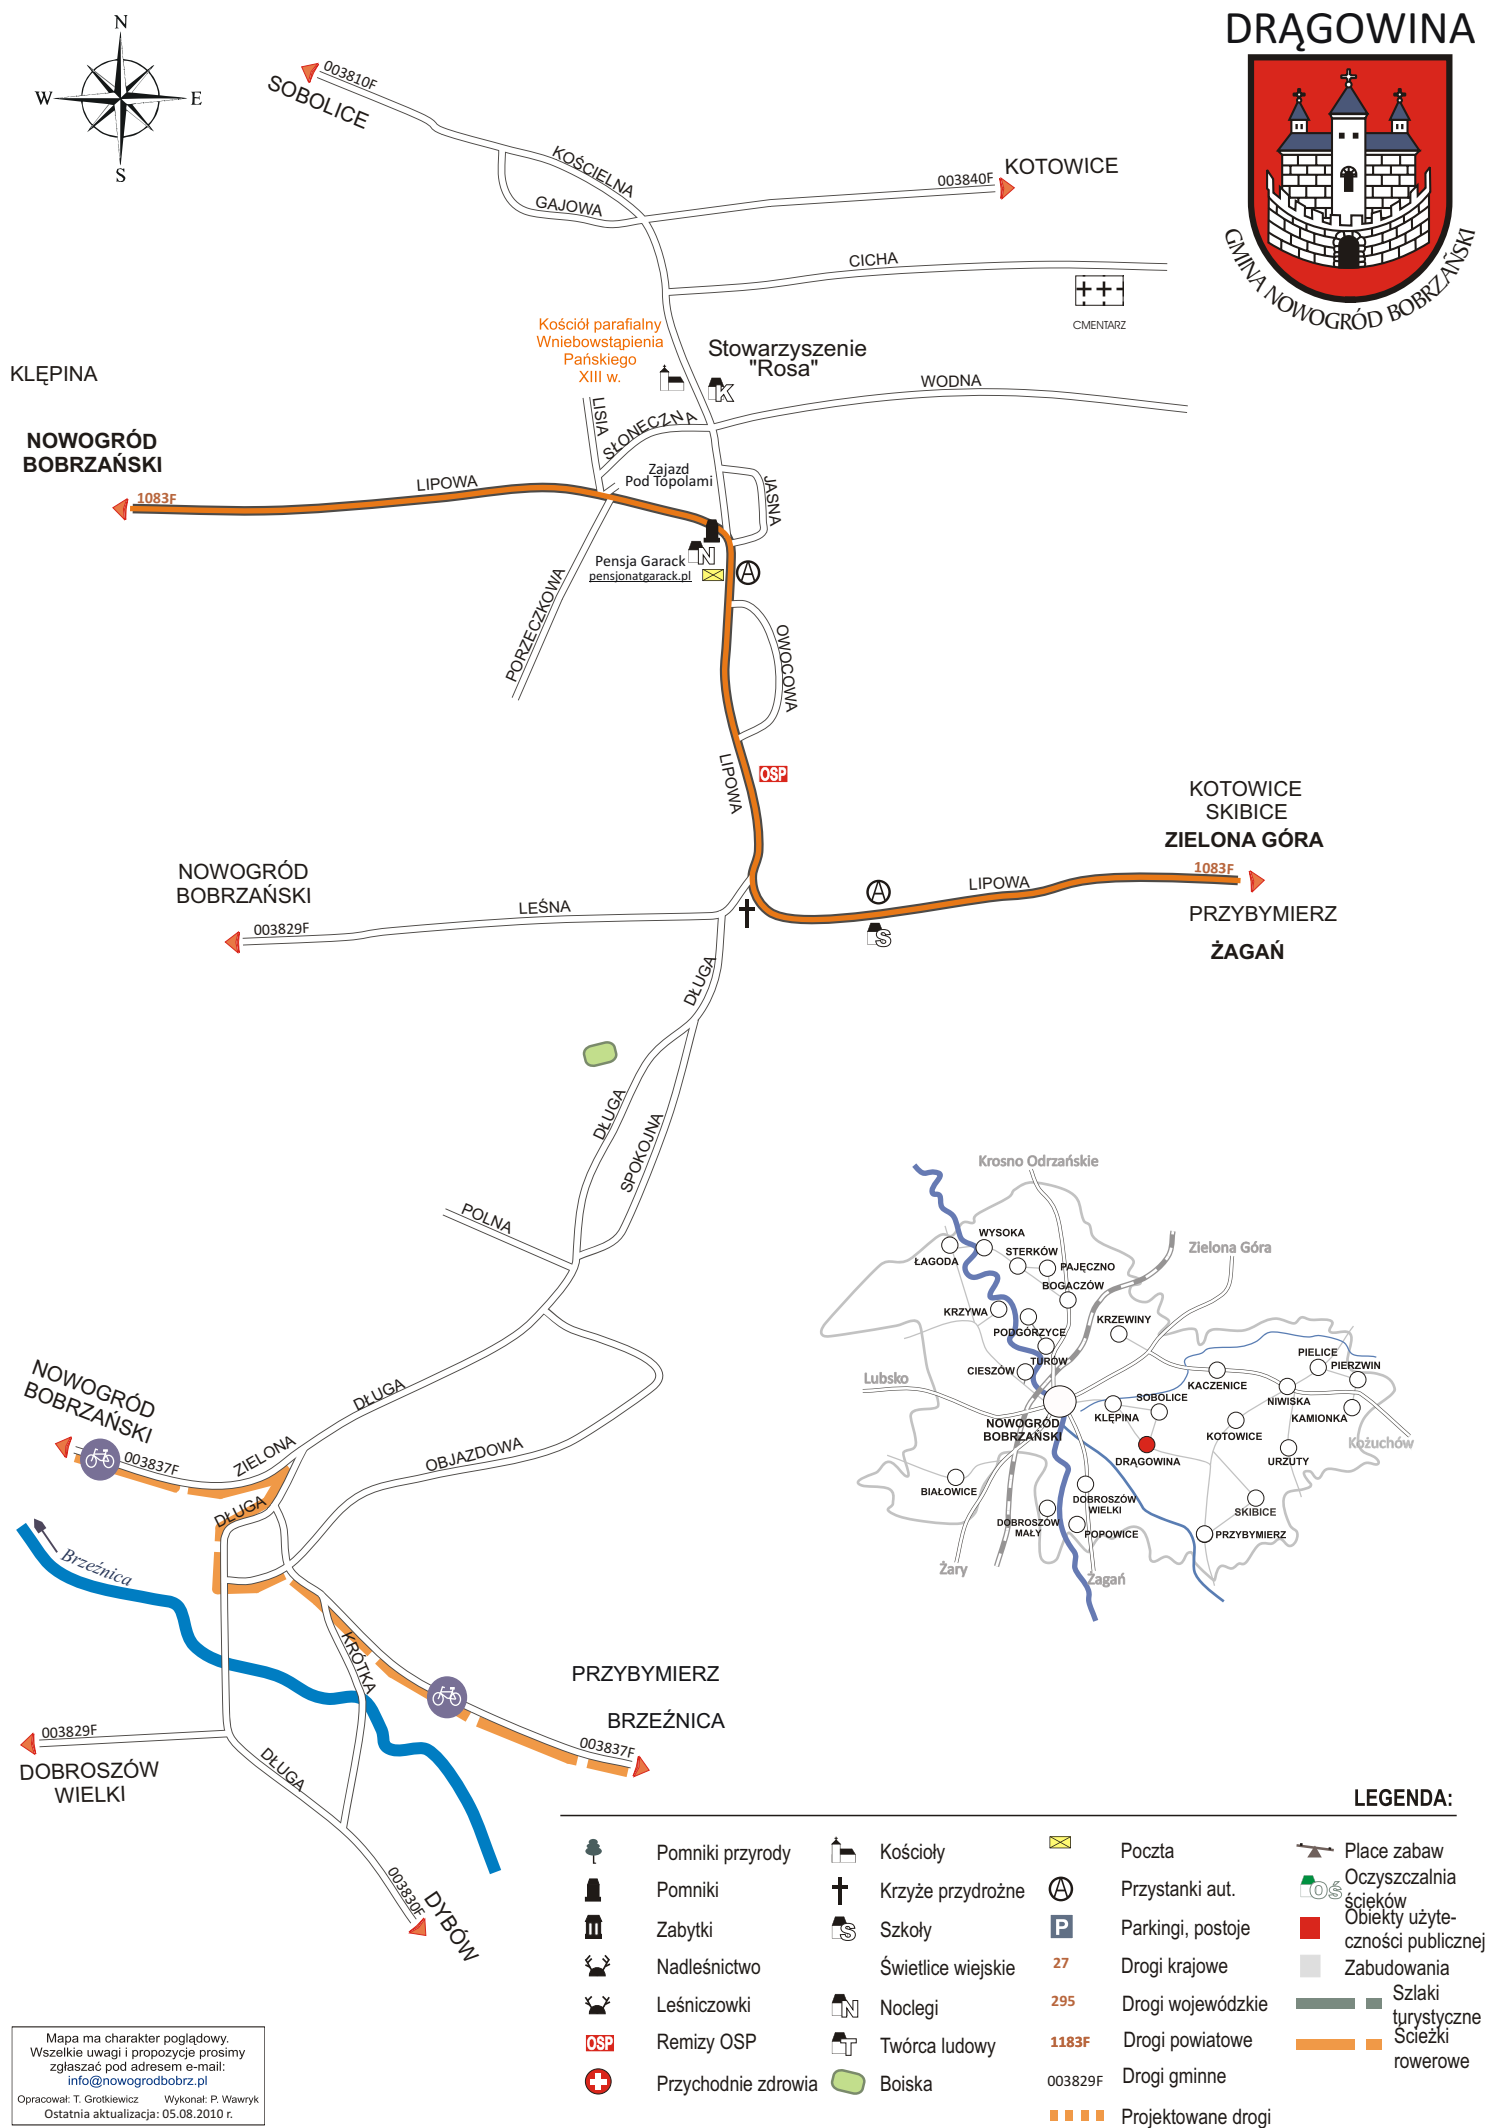 DRĄGOWINA
N
W
E
S
003810F
SOBOLICE
KOŚCIELNA
GAJOWA
003840F
KOTOWICE
CICHA
CMENTARZ
GMINA NOWOGRÓD BOBRZAŃSKI
Kościół parafialny
Wniebowstąpienia
Pańskiego
XIII w.
Stowarzyszenie
"Rosa"
K
WODNA
KLĘPINA
LISIA
SŁONECZNA
NOWOGRÓD
BOBRZAŃSKI
1083F
LIPOWA
Zajazd
Pod Topolami
JASNA
Pensja Garack
pensjonatgarack.pl
N
A
PORZECZKOWA
OWOCOWA
LIPOWA
OSP
KOTOWICE
SKIBICE
ZIELONA GÓRA
1083F
LIPOWA
A
S
PRZYBYMIERZ
ŻAGAŃ
NOWOGRÓD
BOBRZAŃSKI
003829F
LEŚNA
DŁUGA
DŁUGA
SPOKOJNA
POLNA
NOWOGRÓD
BOBRZAŃSKI
003837F
ZIELONA
DŁUGA
OBJAZDOWA
DŁUGA
Brzeźnica
KRÓTKA
PRZYBYMIERZ
BRZEŹNICA
003837F
003829F
DOBROSZÓW
WIELKI
DŁUGA
003830F
DYBÓW
Krosno Odrzańskie
WYSOKA
ŁAGODA
STERKÓW
PAJĘCZNO
BOGACZÓW
Zielona Góra
KRZYWA
PODGÓRZYCE
KRZEWINY
TURÓW
CIESZÓW
Lubsko
PIELICE
PIERZWIN
KACZENICE
NIWISKA
KAMIONKA
SOBOLICE
KLĘPINA
NOWOGRÓD
BOBRZAŃSKI
KOTOWICE
Kożuchów
DRĄGOWINA
URZUTY
BIAŁOWICE
DOBROSZÓW
WIELKI
SKIBICE
DOBROSZÓW
MAŁY
POPOWICE
PRZYBYMIERZ
Żary
Żagań
LEGENDA:
Pomniki przyrody
Pomniki
Zabytki
Nadleśnictwo
Leśniczowki
OSP Remizy OSP
Przychodnie zdrowia
Kościoły
Krzyże przydrożne
S Szkoły
Świetlice wiejskie
N Noclegi
T Twórca ludowy
Boiska
Poczta
A Przystanki aut.
P Parkingi, postoje
27 Drogi krajowe
295 Drogi wojewódzkie
1183F Drogi powiatowe
003829F Drogi gminne
Projektowane drogi
Place zabaw
Oś Oczyszczalnia
ścieków
Obiekty użyte-
czności publicznej
Zabudowania
Szlaki
turystyczne
Ścieżki
rowerowe
Mapa ma charakter poglądowy.
Wszelkie uwagi i propozycje prosimy
zgłaszać pod adresem e-mail:
info@nowogrodbobrz.pl
Opracował: T. Grotkiewicz Wykonał: P. Wawryk
Ostatnia aktualizacja: 05.08.2010 r.